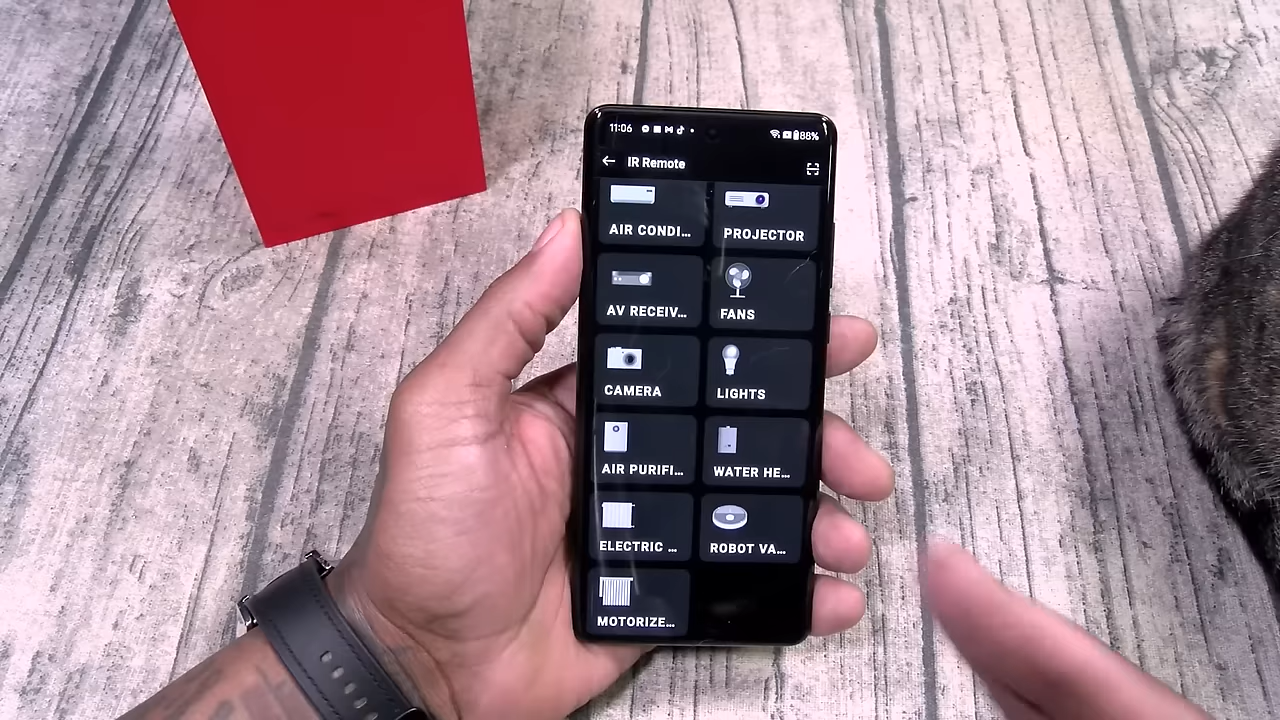 11:06
88%
IR Remote
AIR CONDI...
PROJECTOR
AV RECEIV...
FANS
CAMERA
LIGHTS
AIR PURIFI...
WATER HE...
ELECTRIC ...
ROBOT VA...
MOTORIZE...